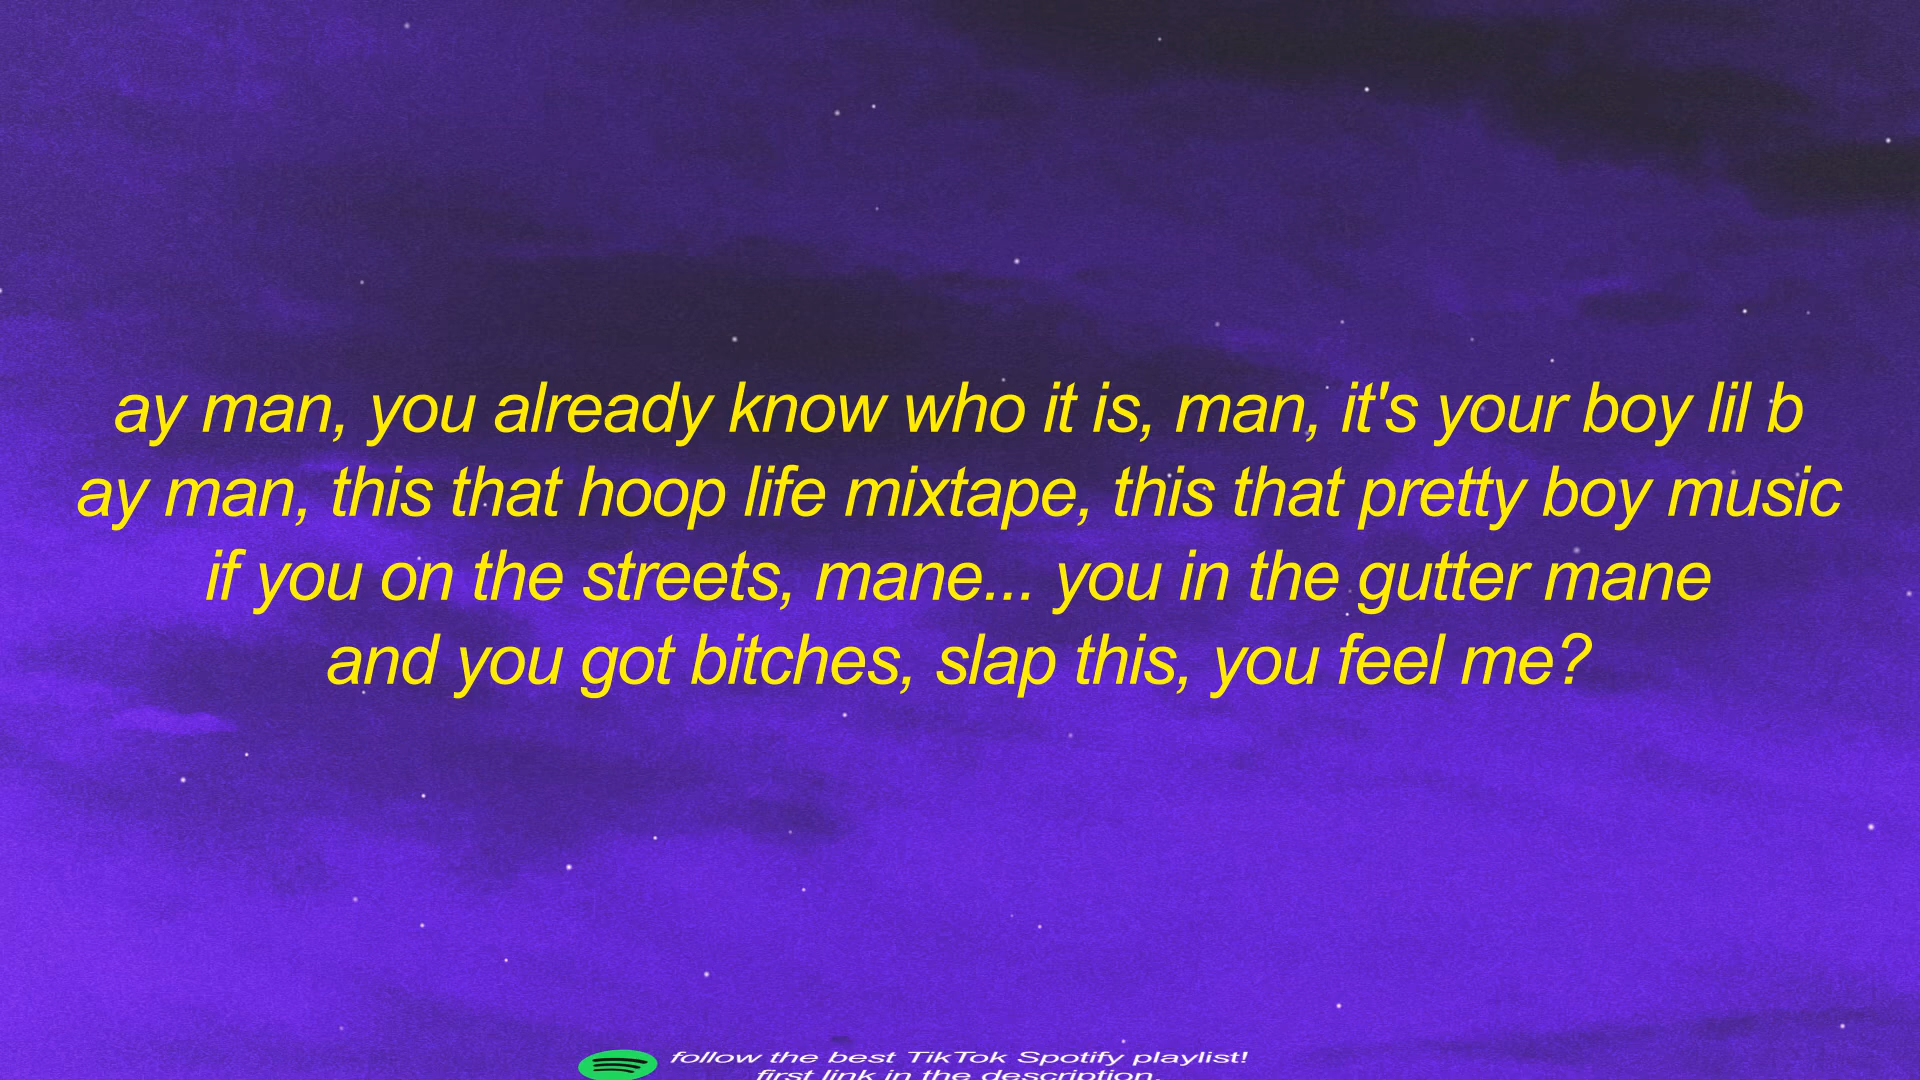 ay man, you already know who it is, man, it's your boy lil b
ay man, this that hoop life mixtape, this that pretty boy music
if you on the streets, mane... you in the gutter mane
and you got bitches, slap this, you feel me?
follow the best TikTok Spotify playlist!
first link in the description.